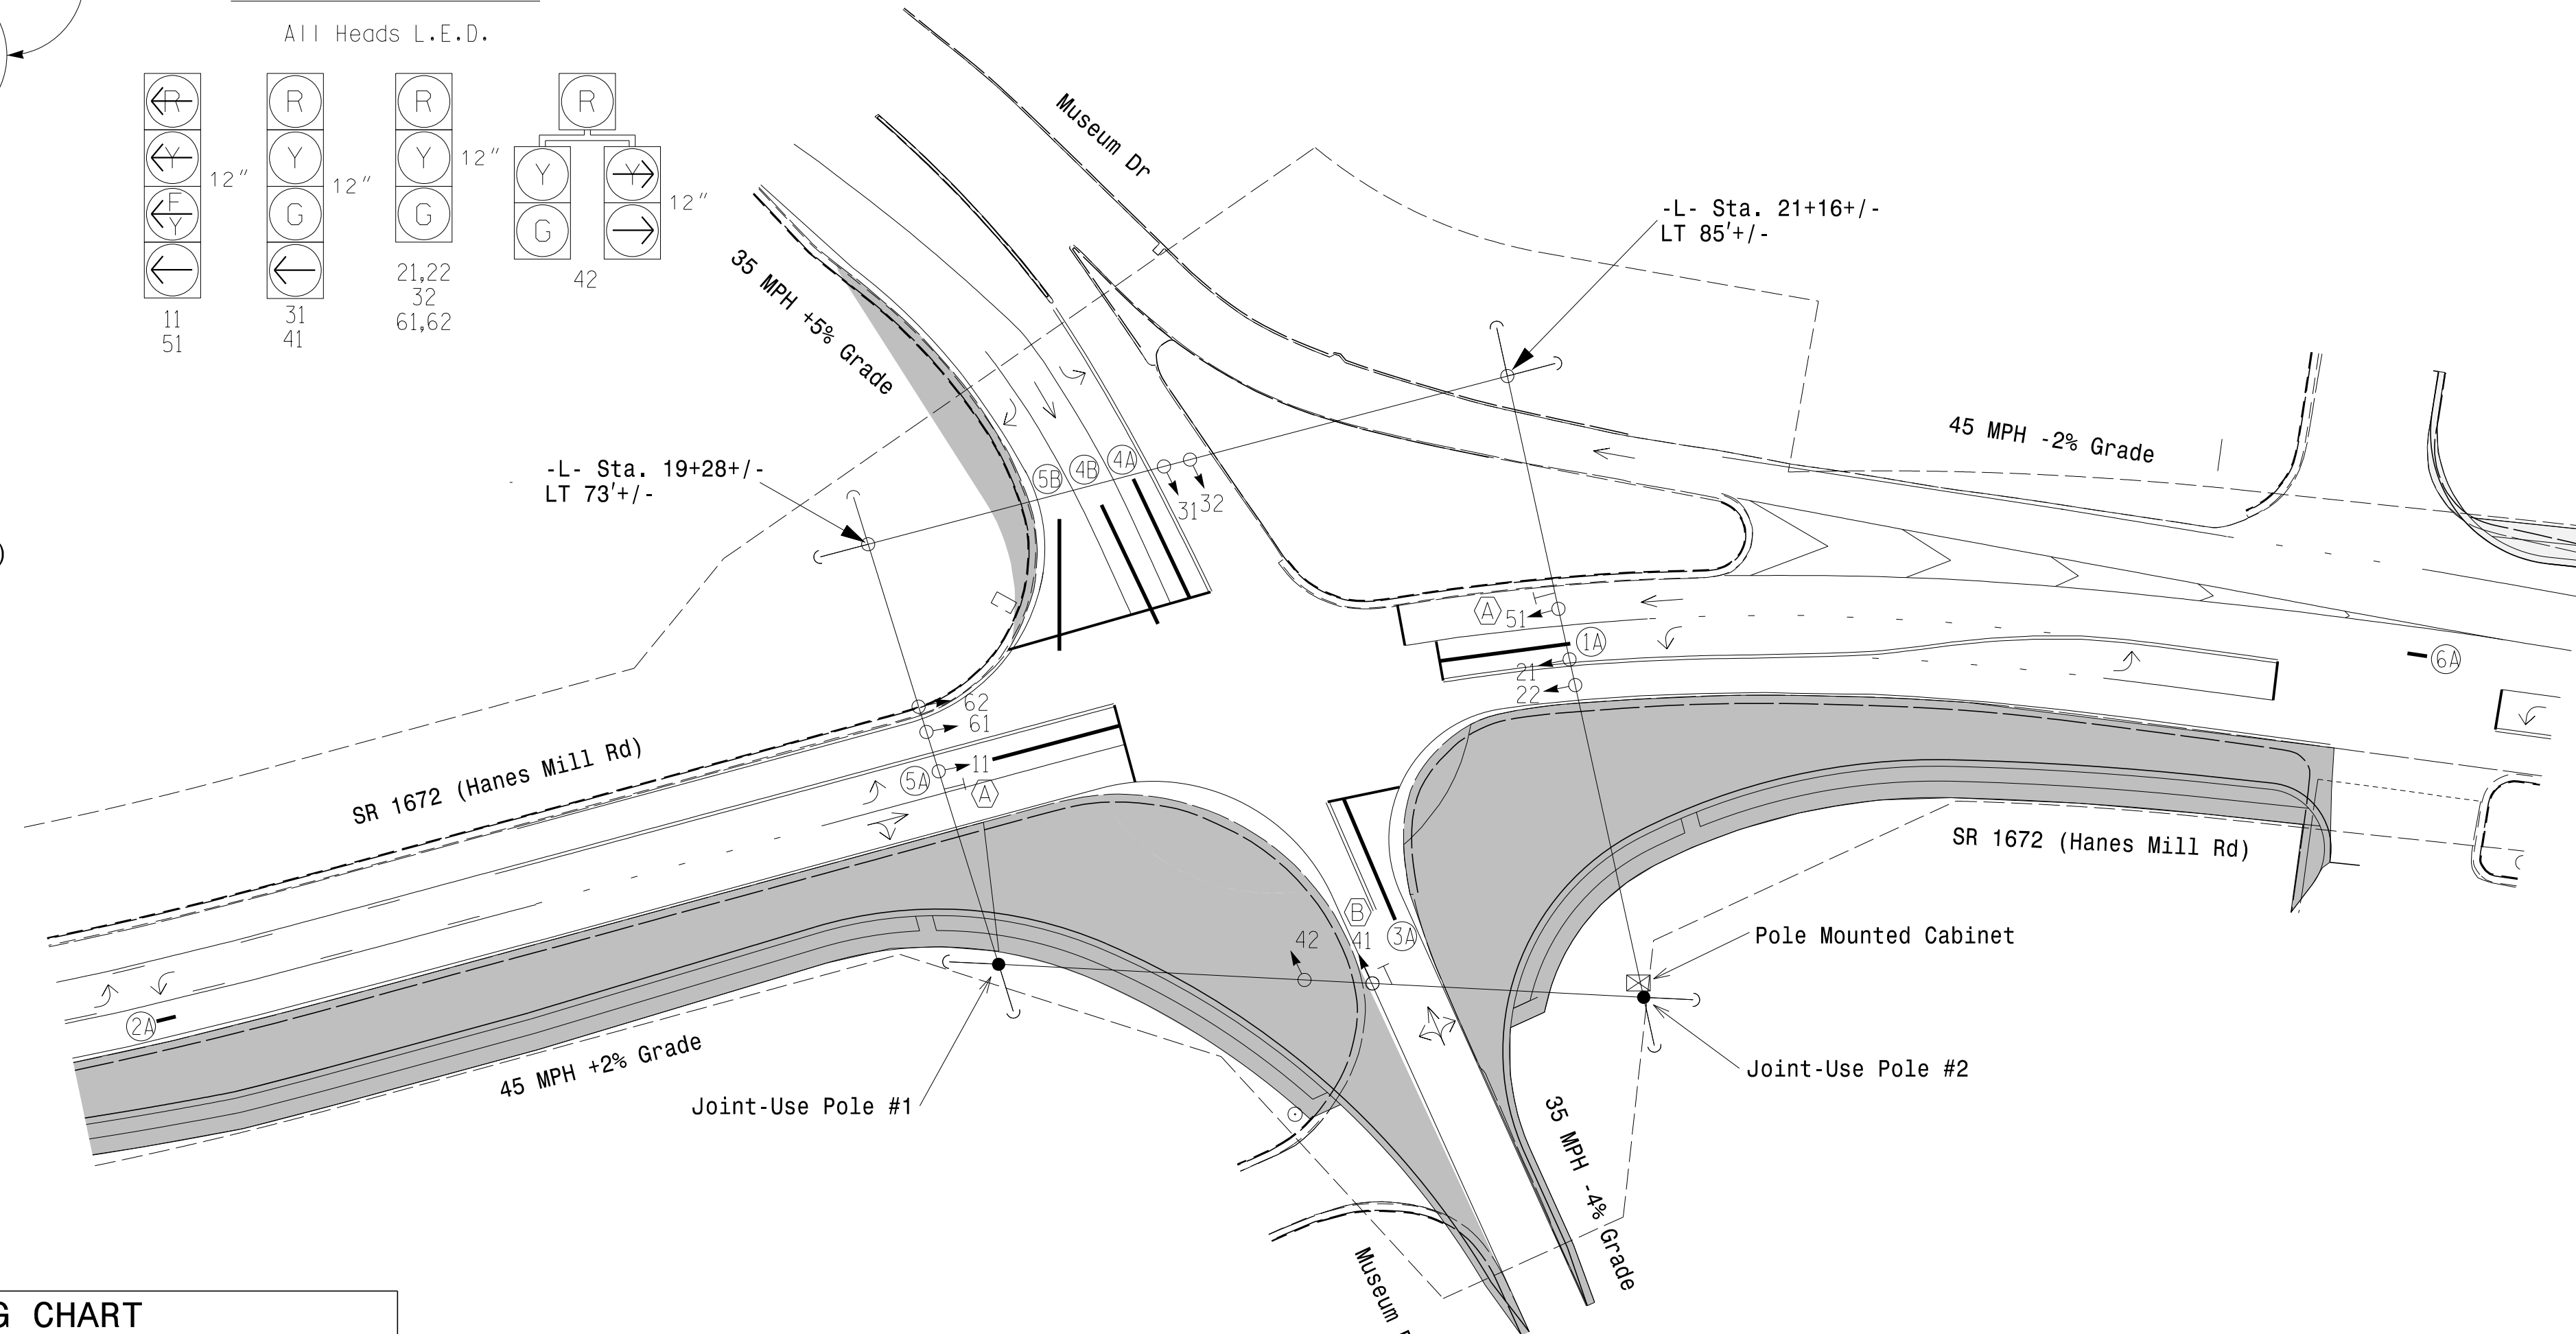 All Heads L.E.D.
R
Y
F
Y
12"
11
51
R
Y
G
12"
31
41
R
Y
G
12"
21,22
32
61,62
R
Y
Y
G
12"
42
Museum Dr
35 MPH +5% Grade
-L- Sta. 21+16+/-
LT 85'+/-
45 MPH -2% Grade
-L- Sta. 19+28+/-
LT 73'+/-
5B
4B
4A
31
32
A
51
1A
21
22
6A
62
61
11
5A
A
SR 1672 (Hanes Mill Rd)
SR 1672 (Hanes Mill Rd)
B
42
41
3A
Pole Mounted Cabinet
2A
45 MPH +2% Grade
Joint-Use Pole #1
Joint-Use Pole #2
35 MPH -4% Grade
Museum
)
G CHART